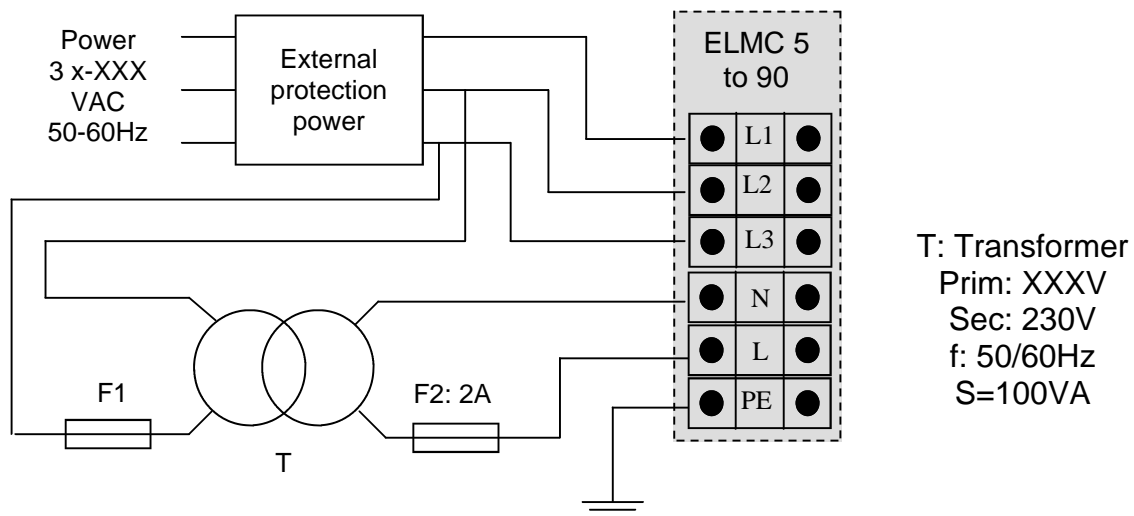 Power
3 x-XXX
VAC
50-60Hz
External
protection
power
ELMC 5
to 90
L1
L2
L3
N
L
PE
F1
T
F2: 2A
T: Transformer
Prim: XXXV
Sec: 230V
f: 50/60Hz
S=100VA